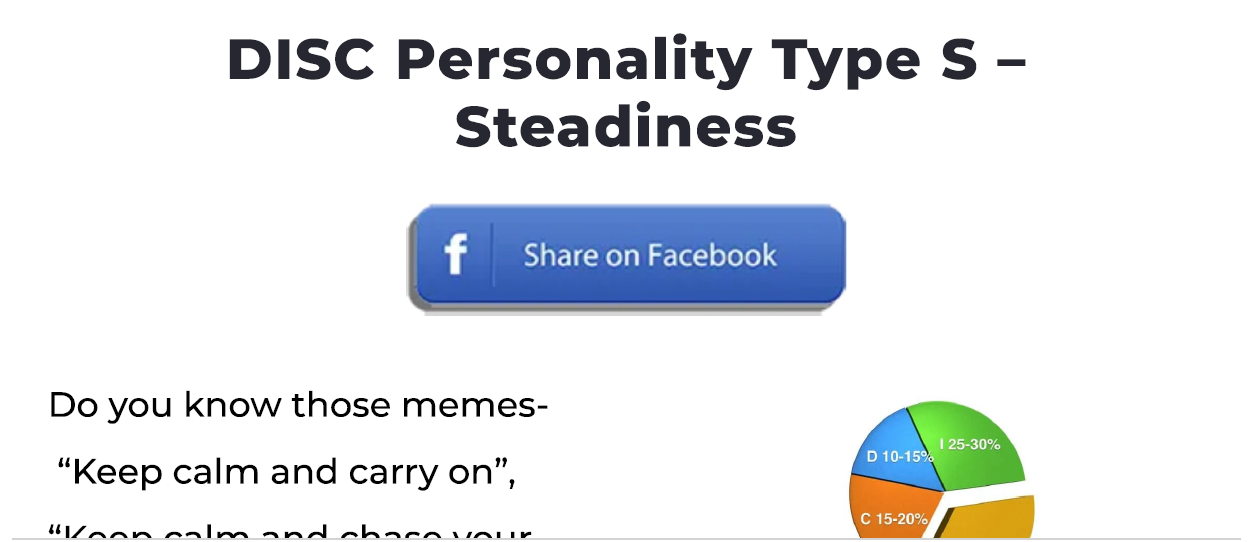 DISC Personality Type S –
Steadiness
f Share on Facebook
Do you know those memes-
“Keep calm and carry on”,
“Keep calm and chase your
I 25-30%
D 10-15%
C 15-20%